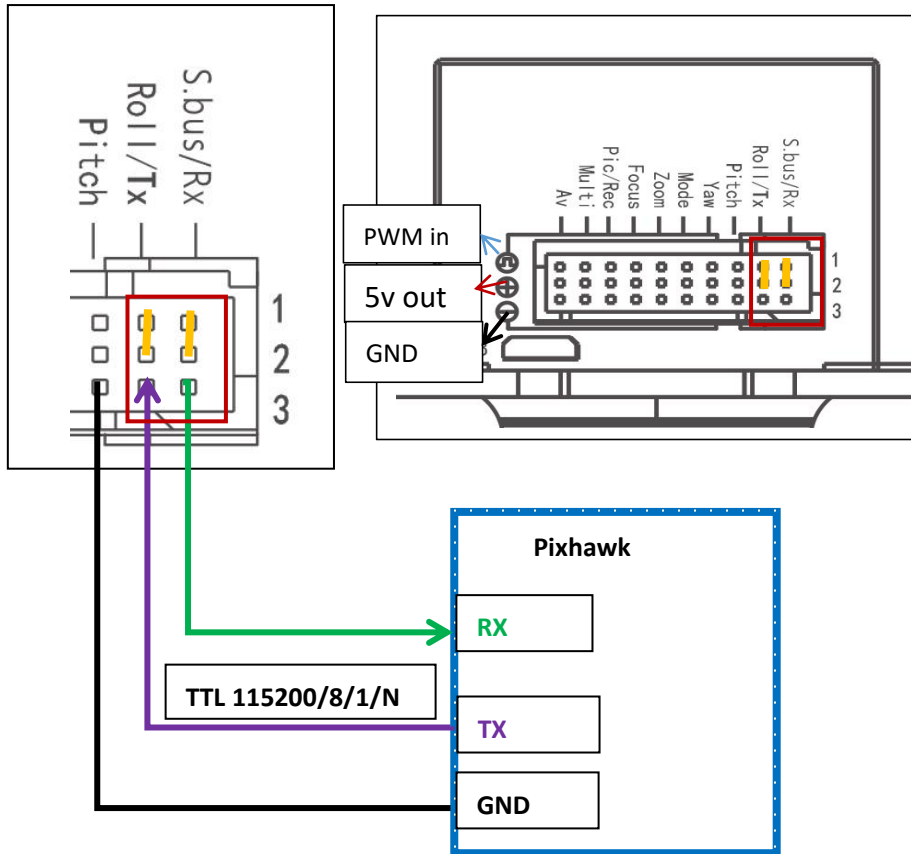 Pitch
Roll/Tx
S.bus/Rx
1
2
3
Av
Multi
Pic/Rec
Focus
Zoom
Mode
Yaw
Pitch
Roll/Tx
S.bus/Rx
PWM in
5v out
GND
1
2
3
Pixhawk
RX
TTL 115200/8/1/N
TX
GND